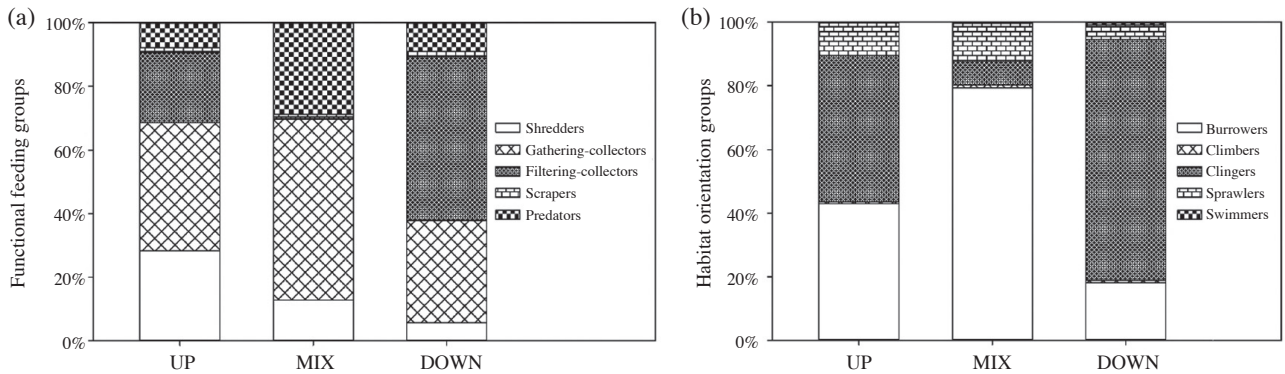 (a)
Functional feeding groups
100%
80%
60%
40%
20%
0%
UP
MIX
DOWN
Shredders
Gathering-collectors
Filtering-collectors
Scrapers
Predators
(b)
Habitat orientation groups
100%
80%
60%
40%
20%
0%
UP
MIX
DOWN
Burrowers
Climbers
Clingers
Sprawlers
Swimmers